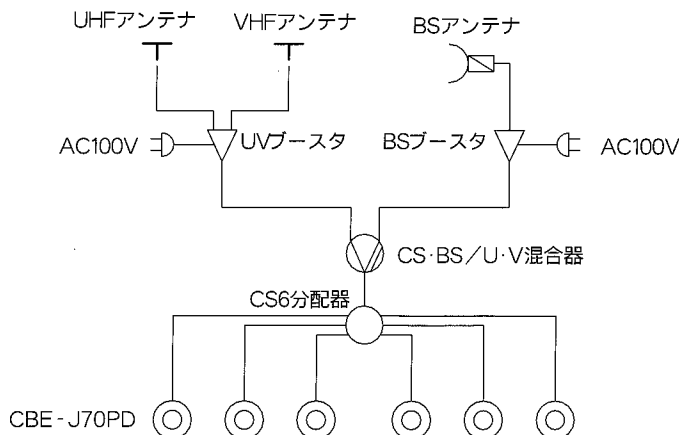 UHFアンテナ
VHFアンテナ
BSアンテナ
AC100V
UVブースタ
BSブースタ
AC100V
CS·BS/U·V混合器
CS6分配器
CBE-J70PD